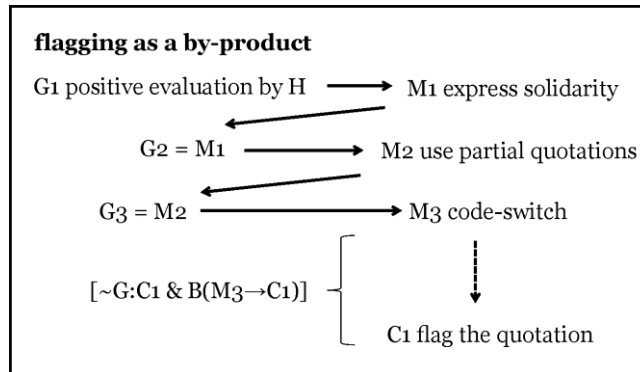 flagging as a by-product
G1 positive evaluation by H M1 express solidarity
G2 = M1 M2 use partial quotations
G3 = M2 M3 code-switch
[~G:C1 & B(M3→C1)]
C1 flag the quotation